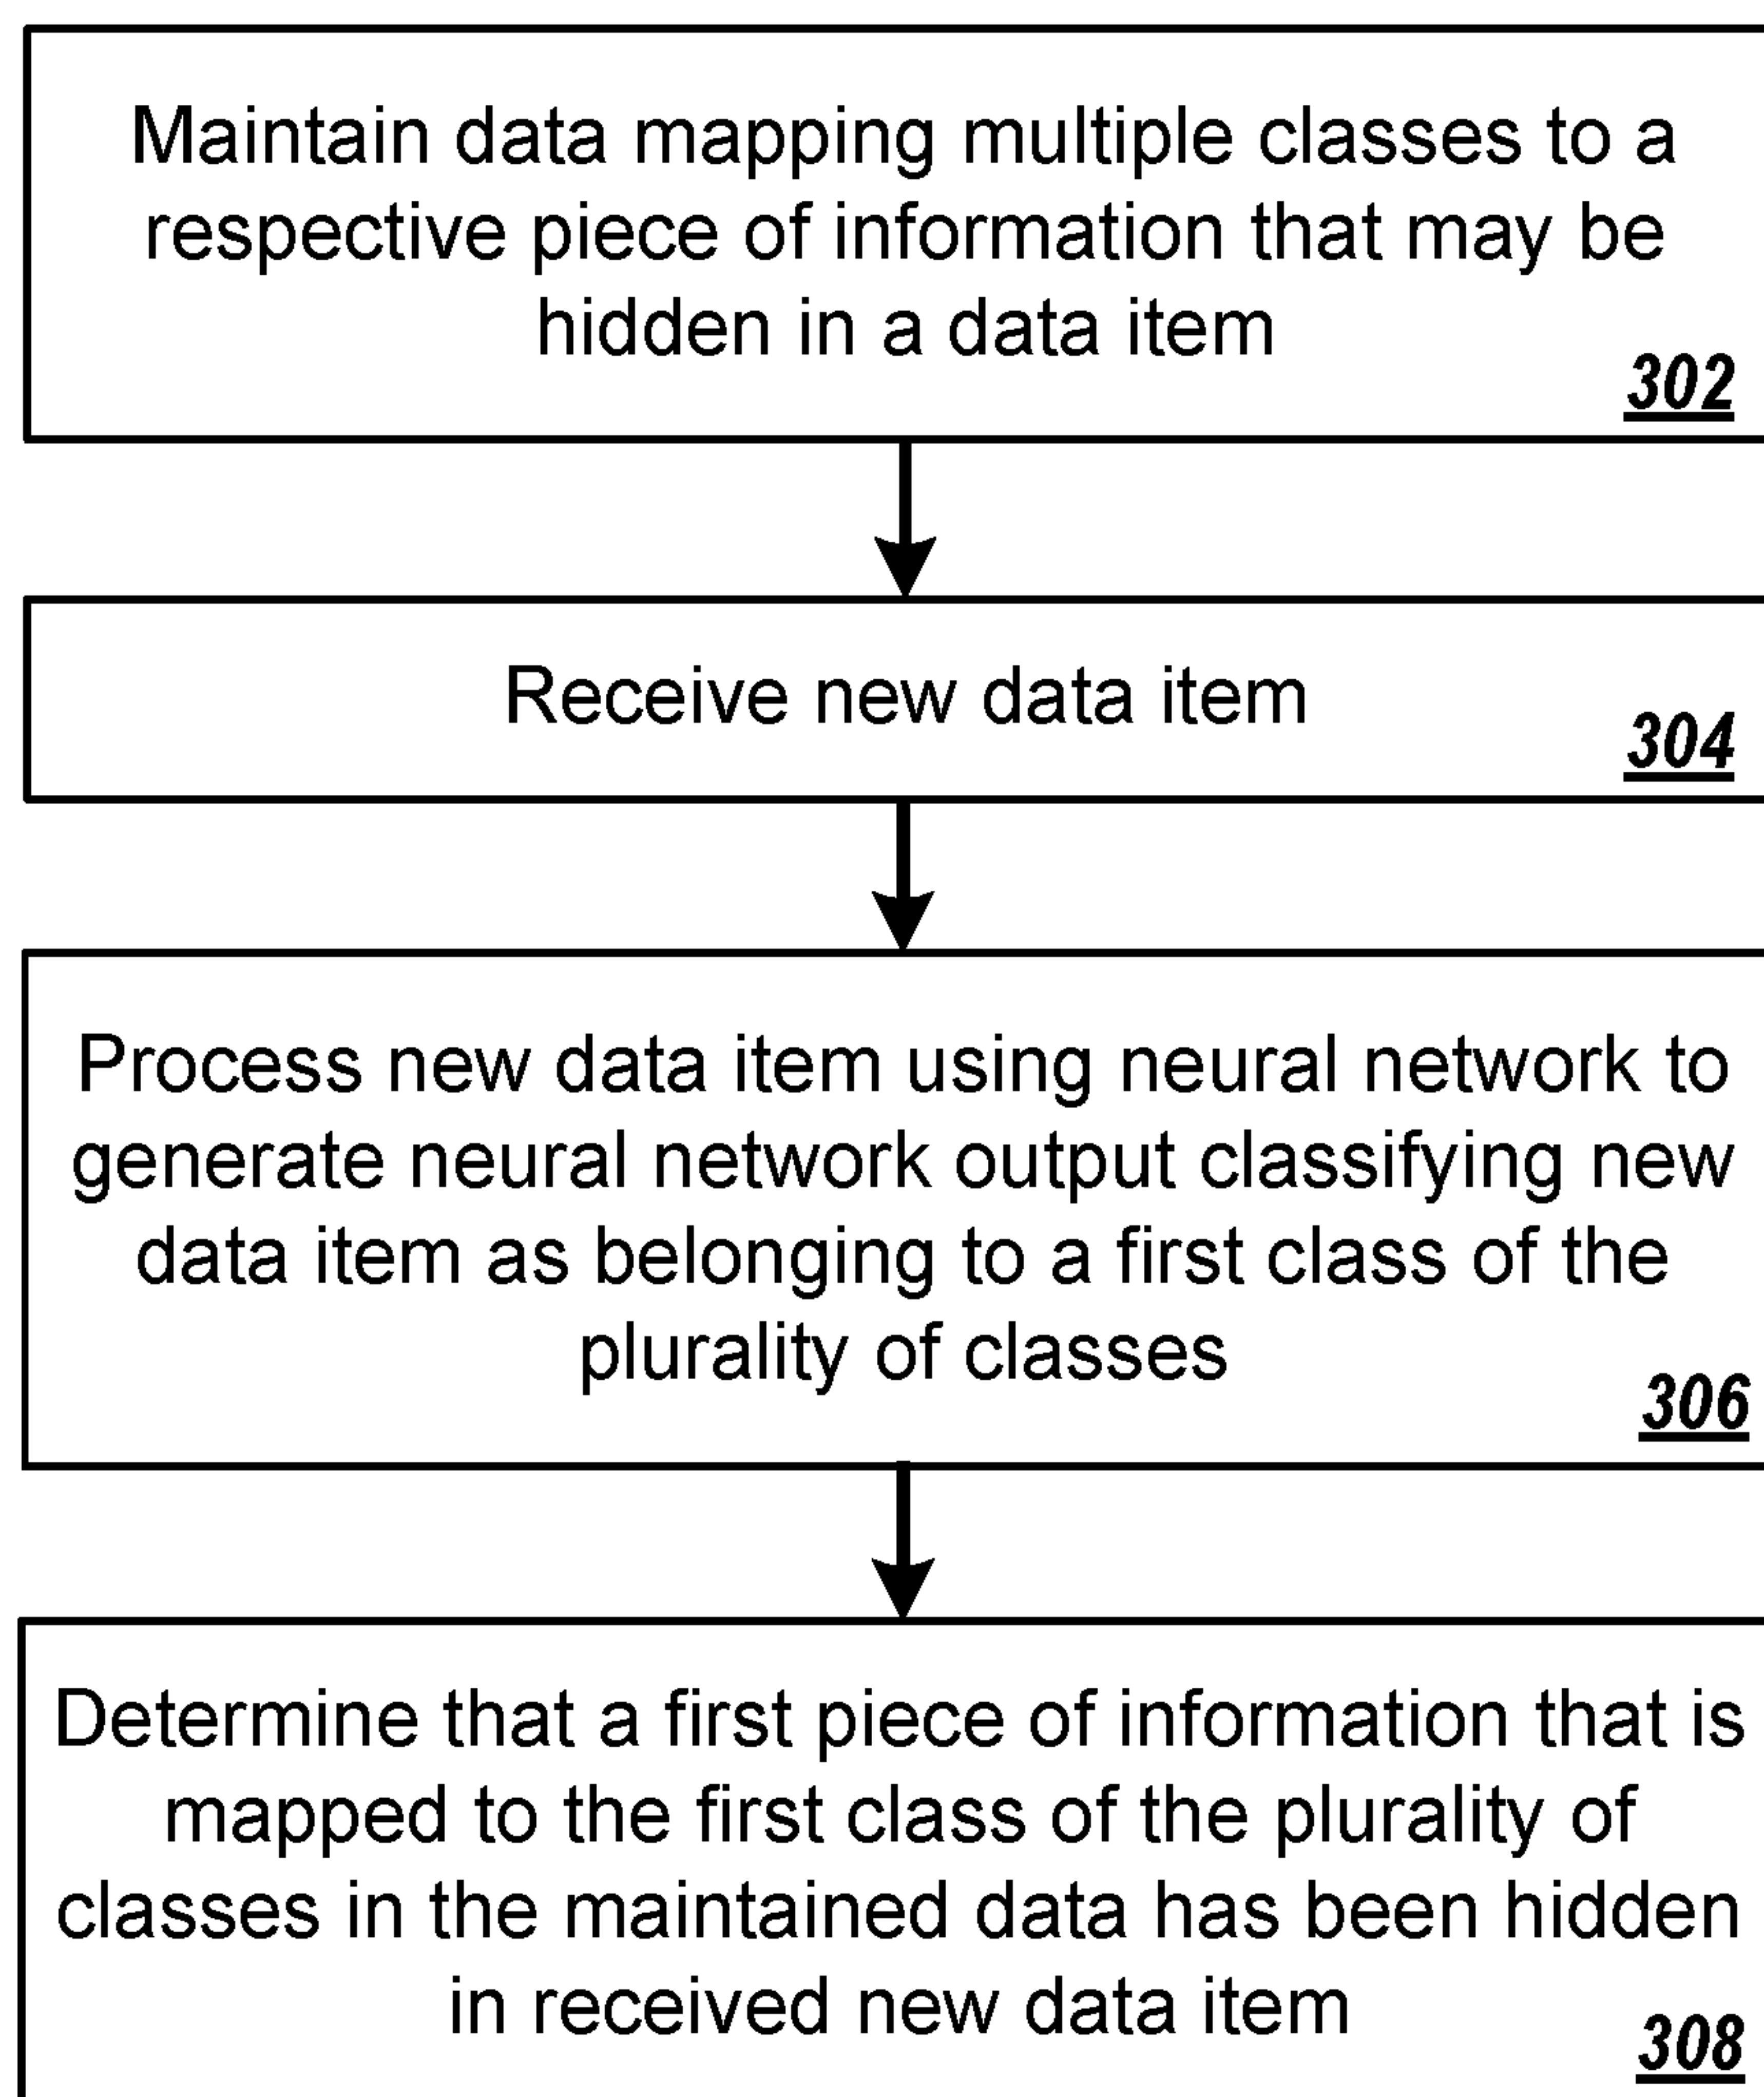 Maintain data mapping multiple classes to a
respective piece of information that may be
hidden in a data item
302
Receive new data item
304
Process new data item using neural network to
generate neural network output classifying new
data item as belonging to a first class of the
plurality of classes
306
Determine that a first piece of information that is
mapped to the first class of the plurality of
classes in the maintained data has been hidden
in received new data item
308